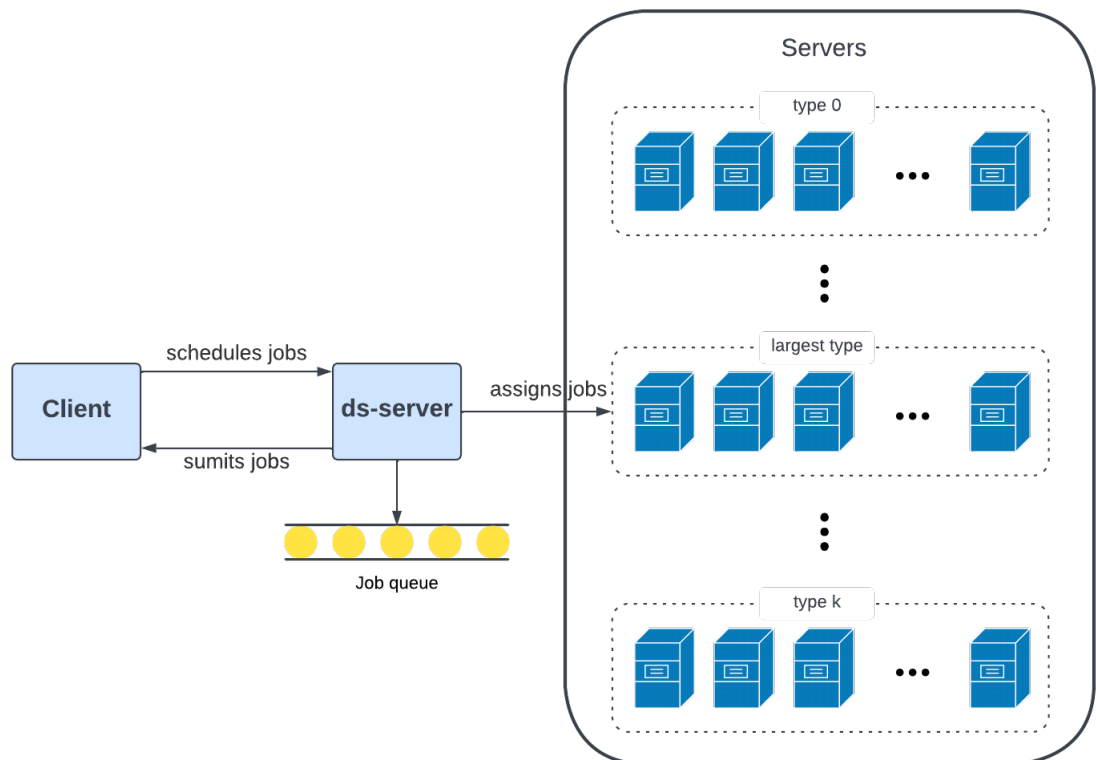 Servers
type 0
largest type
schedules jobs
assigns jobs
Client
ds-server
sumits jobs
Job queue
type k